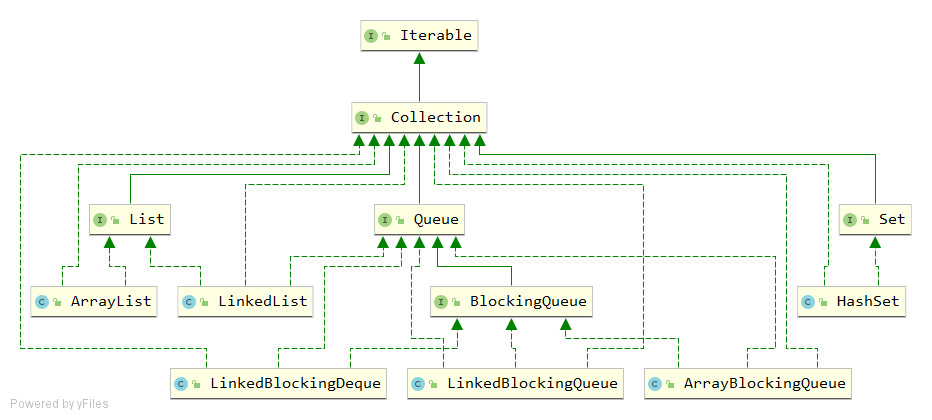 I Iterable
I Collection
I List
I Queue
I Set
C ArrayList
C LinkedList
I BlockingQueue
C HashSet
C LinkedBlockingDeque
C LinkedBlockingQueue
C ArrayBlockingQueue
Powered by yFiles